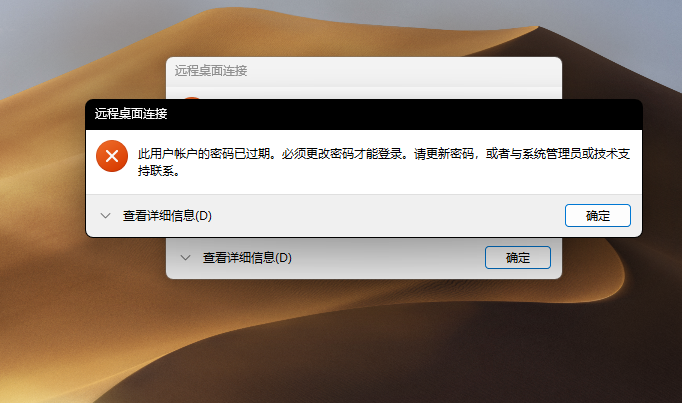 远程桌面连接
远程桌面连接
此用户帐户的密码已过期。必须更改密码才能登录。请更新密码，或者与系统管理员或技术支
持联系。
查看详细信息(D)
确定
查看详细信息(D)
确定